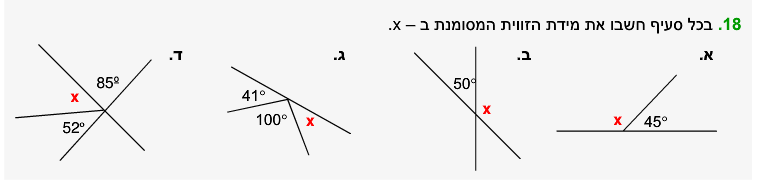 18. בכל סעיף חשבו את מידת הזווית המסומנת ב – x.
א.
x
45°
ב.
50°
x
ג.
41°
100°
x
ד.
85º
x
52º